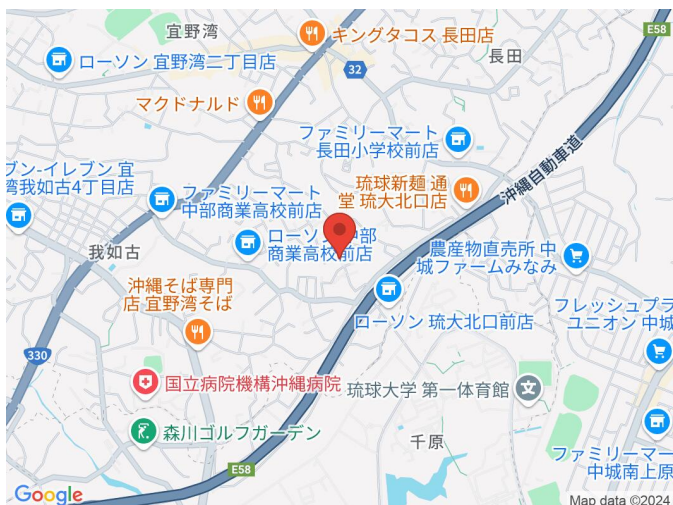 宜野湾
キングタコス 長田店
E58
ローソン 宜野湾二丁目店
32
長田
マクドナルド
ファミリーマート
長田小学校前店
沖縄自動車道
ブン-イレブン 宜
湾我如古4丁目店
ファミリーマート
中部商業高校前店
琉球新麺 通
堂 琉大北口店
我如古
ローソン 中部
商業高校前店
農産物直売所 中
城ファームみなみ
沖縄そば専門
店 宜野湾そば
ローソン 琉大北口前店
フレッシュプラ
ユニオン 中城
330
国立病院機構沖縄病院
琉球大学 第一体育館
森川ゴルフガーデン
千原
ファミリーマート
中城南上原
E58
Google
Map data ©2024